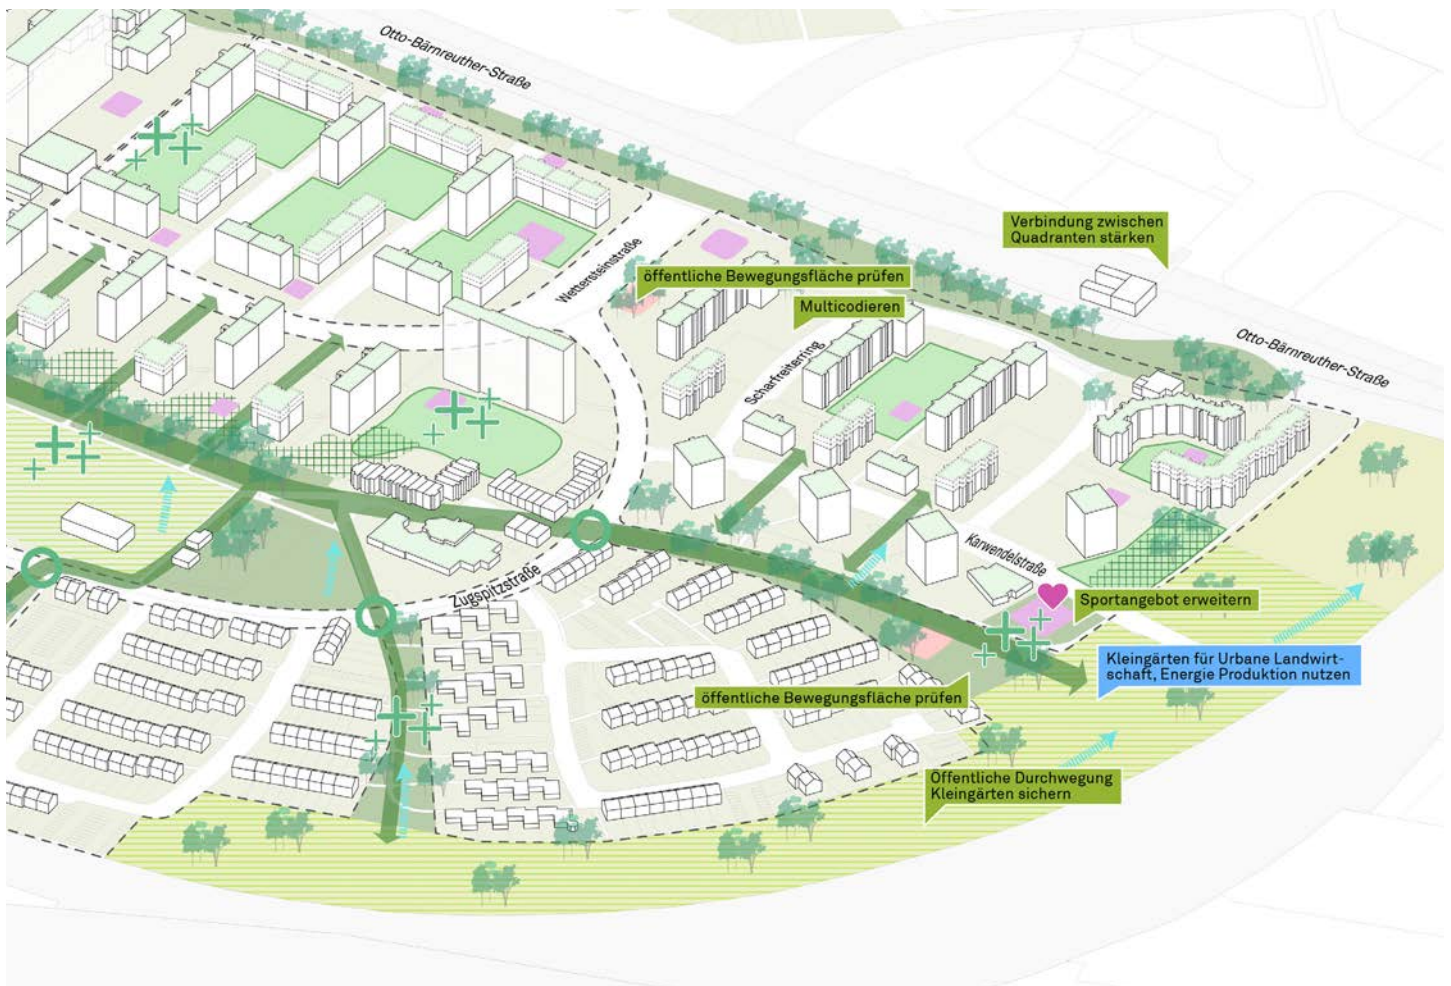 Otto-Bärnreuther-Straße
Verbindung zwischen
Quadranten stärken
Wettersteinstraße
öffentliche Bewegungsfläche prüfen
Multicodieren
Otto-Bärnreuther-Straße
Scharfreiterring
Karwendelstraße
Zugspitzstraße
Sportangebot erweitern
Kleingärten für Urbane Landwirt-
schaft, Energie Produktion nutzen
öffentliche Bewegungsfläche prüfen
Öffentliche Durchwegung
Kleingärten sichern